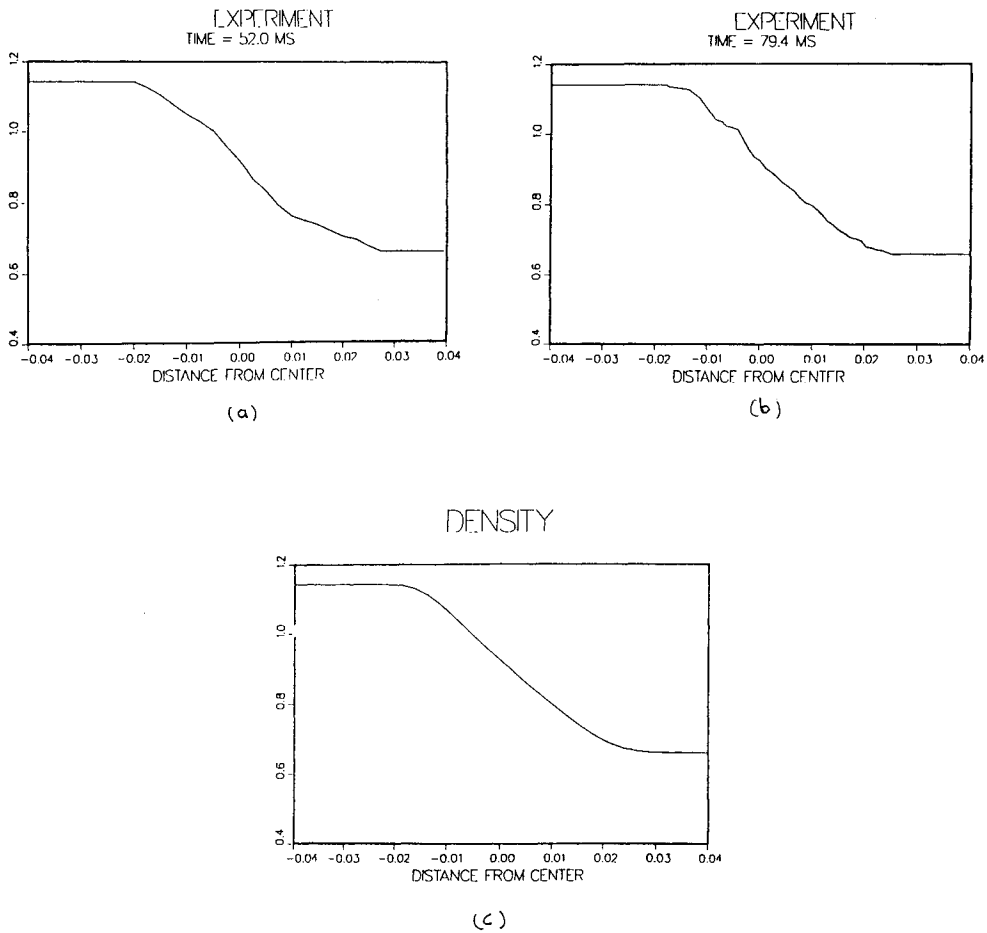 EXPERIMENT
TIME = 52.0 MS
1.2
1.0
0.8
0.6
0.4
-0.04 -0.03 -0.02 -0.01 0.00 0.01 0.02 0.03 0.04
DISTANCE FROM CENTER
(a)
EXPERIMENT
TIME = 79.4 MS
1.2
1.0
0.8
0.6
0.4
-0.04 -0.03 -0.02 -0.01 0.00 0.01 0.02 0.03 0.04
DISTANCE FROM CENTER
(b)
DENSITY
1.2
1.0
0.8
0.6
0.4
-0.04 -0.03 -0.02 -0.01 0.00 0.01 0.02 0.03 0.04
DISTANCE FROM CENTER
(c)